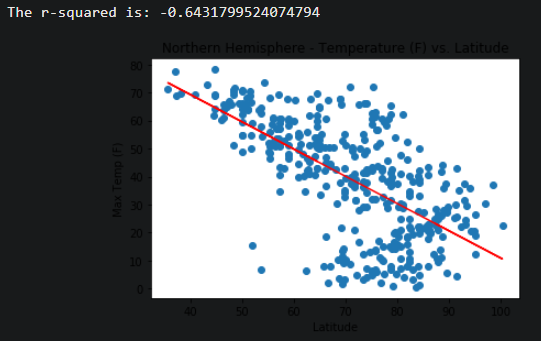 The r-squared is: -0.6431799524074794
Northern Hemisphere - Temperature (F) vs. Latitude
Max Temp (F)
80
70
60
50
40
30
20
10
0
40 50 60 70 80 90 100
Latitude